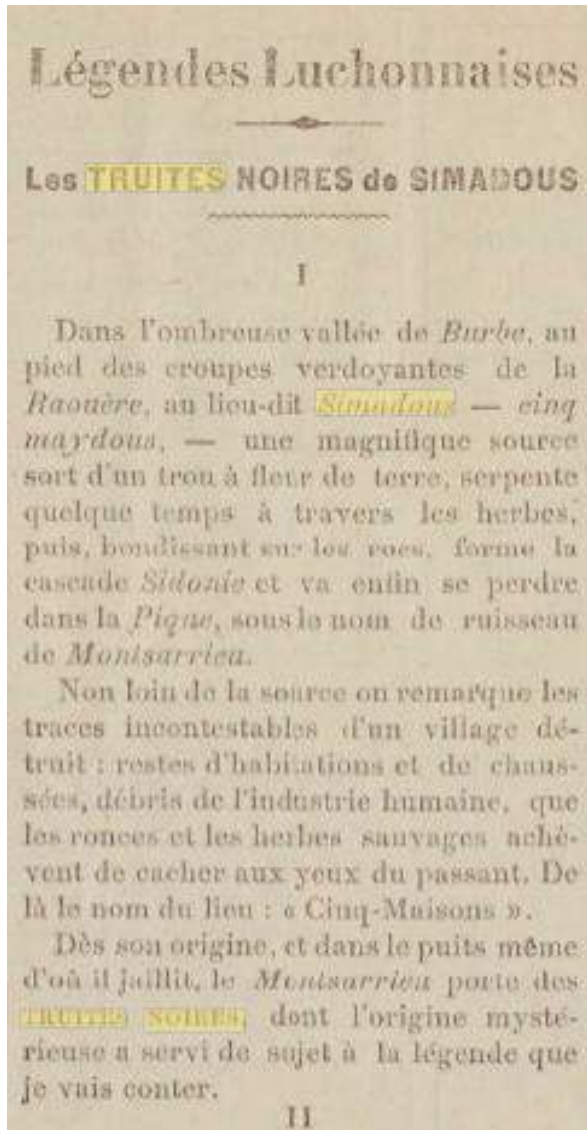 Légendes Luchonnaises
Les TRUITES NOIRES de SIMADOUS
I
Dans l'ombreuse vallée de Burbe, au
pied des croupes verdoyantes de la
Raouère, au lieu-dit Simadous — cinq
maydous, — une magnifique source
sort d'un trou à fleur de terre, serpente
quelque temps à travers les herbes,
puis, bondissant sur les rocs, forme la
cascade Sidonie et va enfin se perdre
dans la Pique, sous le nom de ruisseau
de Montsarrieu.
Non loin de la source on remarque les
traces incontestables d'un village dé-
truit : restes d'habitations et de chaus-
sées, débris de l'industrie humaine, que
les ronces et les herbes sauvages achè-
vent de cacher aux yeux du passant. De
là le nom du lieu : « Cinq-Maisons ».
Dès son origine, et dans le puits même
d'où il jaillit, le Montsarrieu porte des
TRUITES NOIRES, dont l'origine mysté-
rieuse a servi de sujet à la légende que
je vais conter.
II